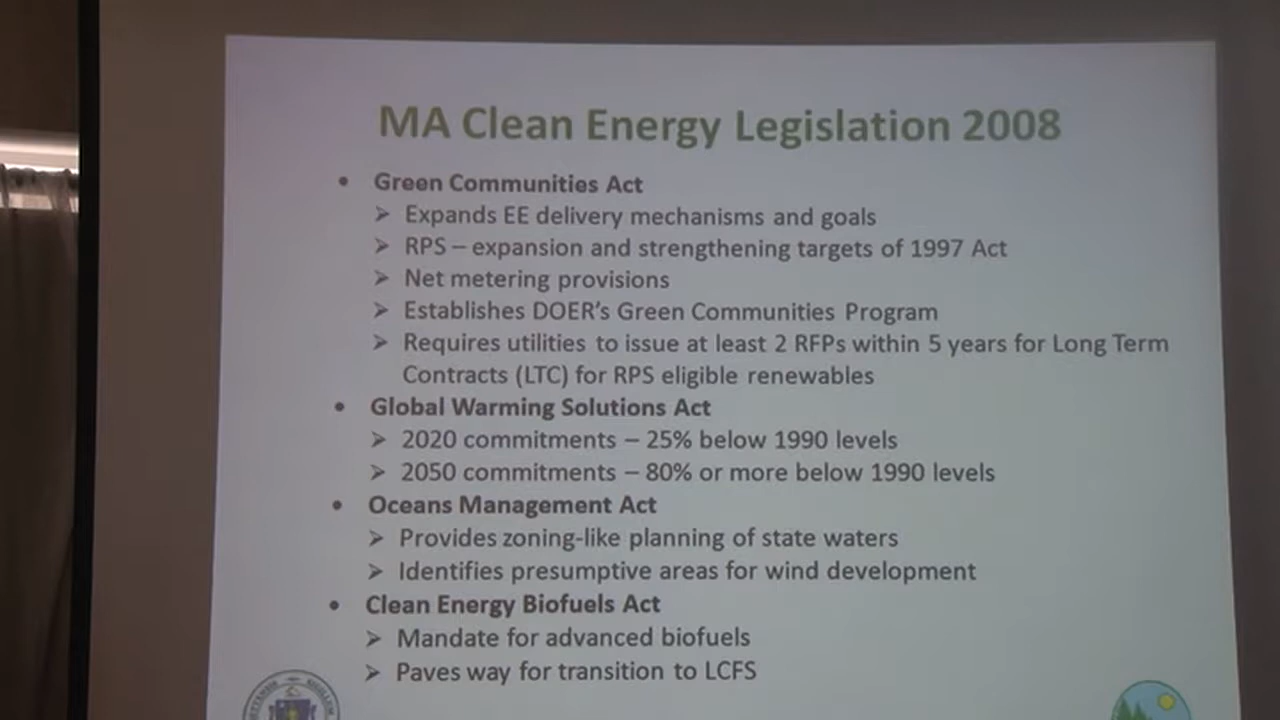 MA Clean Energy Legislation 2008
• Green Communities Act
➢ Expands EE delivery mechanisms and goals
➢ RPS – expansion and strengthening targets of 1997 Act
➢ Net metering provisions
➢ Establishes DOER's Green Communities Program
➢ Requires utilities to issue at least 2 RFPs within 5 years for Long Term
Contracts (LTC) for RPS eligible renewables
• Global Warming Solutions Act
➢ 2020 commitments – 25% below 1990 levels
➢ 2050 commitments – 80% or more below 1990 levels
• Oceans Management Act
➢ Provides zoning-like planning of state waters
➢ Identifies presumptive areas for wind development
• Clean Energy Biofuels Act
➢ Mandate for advanced biofuels
➢ Paves way for transition to LCFS